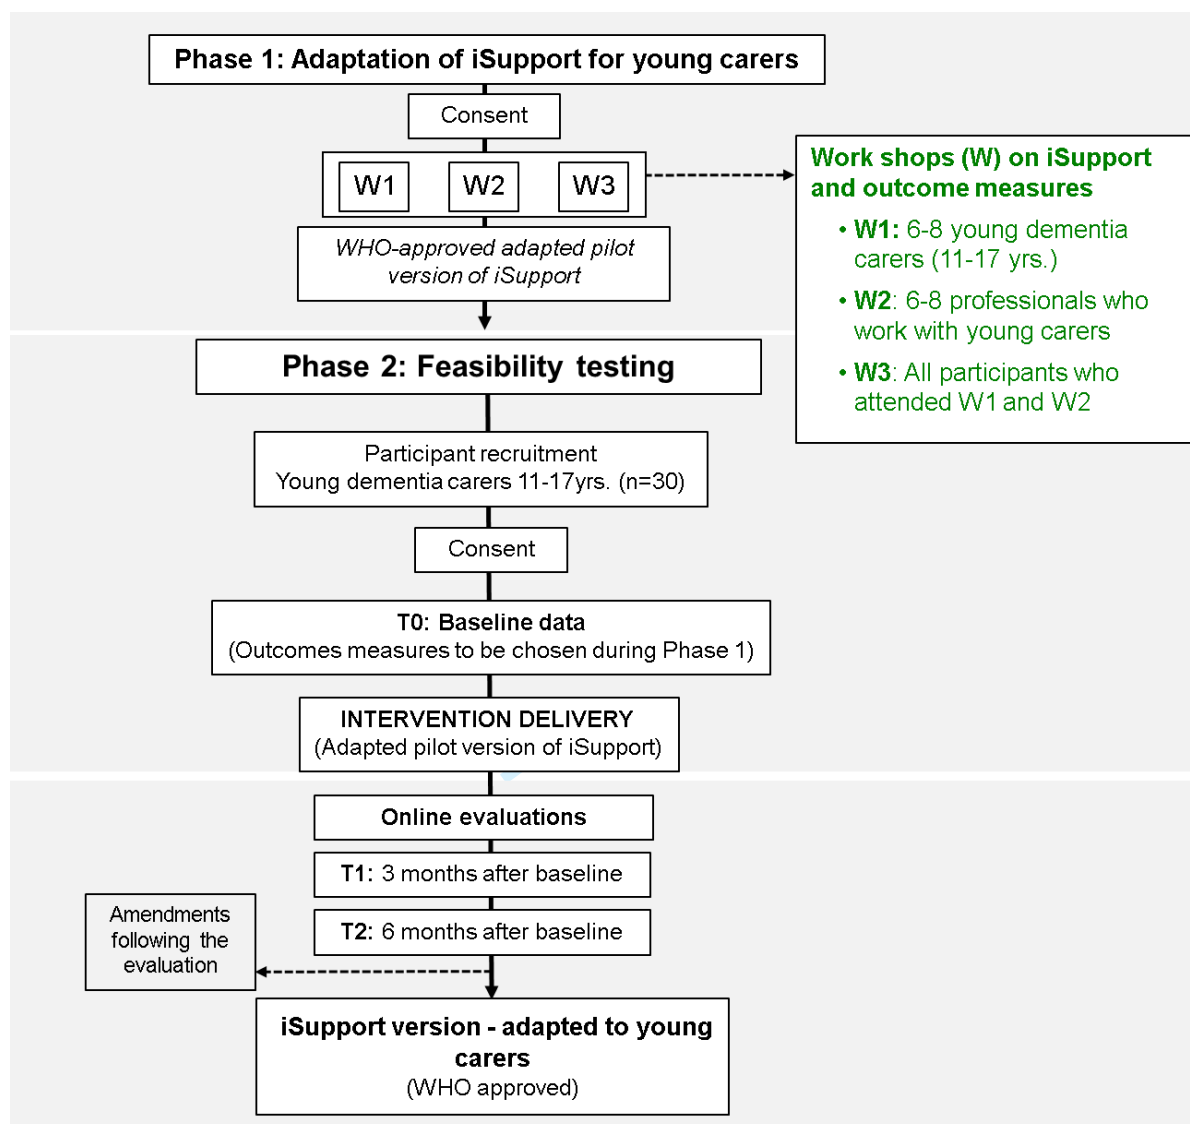 Phase 1: Adaptation of iSupport for young carers
Consent
W1 W2 W3
WHO-approved adapted pilot
version of iSupport
Work shops (W) on iSupport
and outcome measures
• W1: 6-8 young dementia
carers (11-17 yrs.)
• W2: 6-8 professionals who
work with young carers
• W3: All participants who
attended W1 and W2
Phase 2: Feasibility testing
Participant recruitment
Young dementia carers 11-17yrs. (n=30)
Consent
T0: Baseline data
(Outcomes measures to be chosen during Phase 1)
INTERVENTION DELIVERY
(Adapted pilot version of iSupport)
Online evaluations
T1: 3 months after baseline
T2: 6 months after baseline
Amendments
following the
evaluation
iSupport version - adapted to young
carers
(WHO approved)